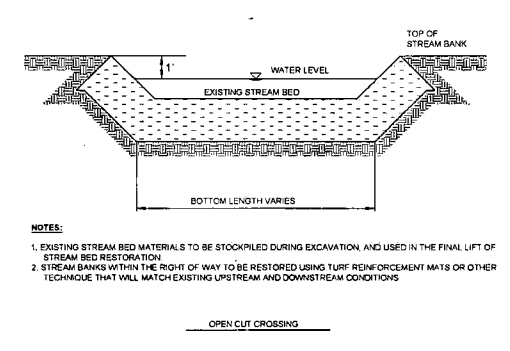 TOP OF
STREAM BANK
1'
WATER LEVEL
EXISTING STREAM BED
BOTTOM LENGTH VARIES
NOTES:
1. EXISTING STREAM BED MATERIALS TO BE STOCKPILED DURING EXCAVATION, AND USED IN THE FINAL LIFT OF
STREAM BED RESTORATION.
2. STREAM BANKS WITHIN THE RIGHT OF WAY TO BE RESTORED USING TURF REINFORCEMENT MATS OR OTHER
TECHNIQUE THAT WILL MATCH EXISTING UPSTREAM AND DOWNSTREAM CONDITIONS
OPEN CUT CROSSING